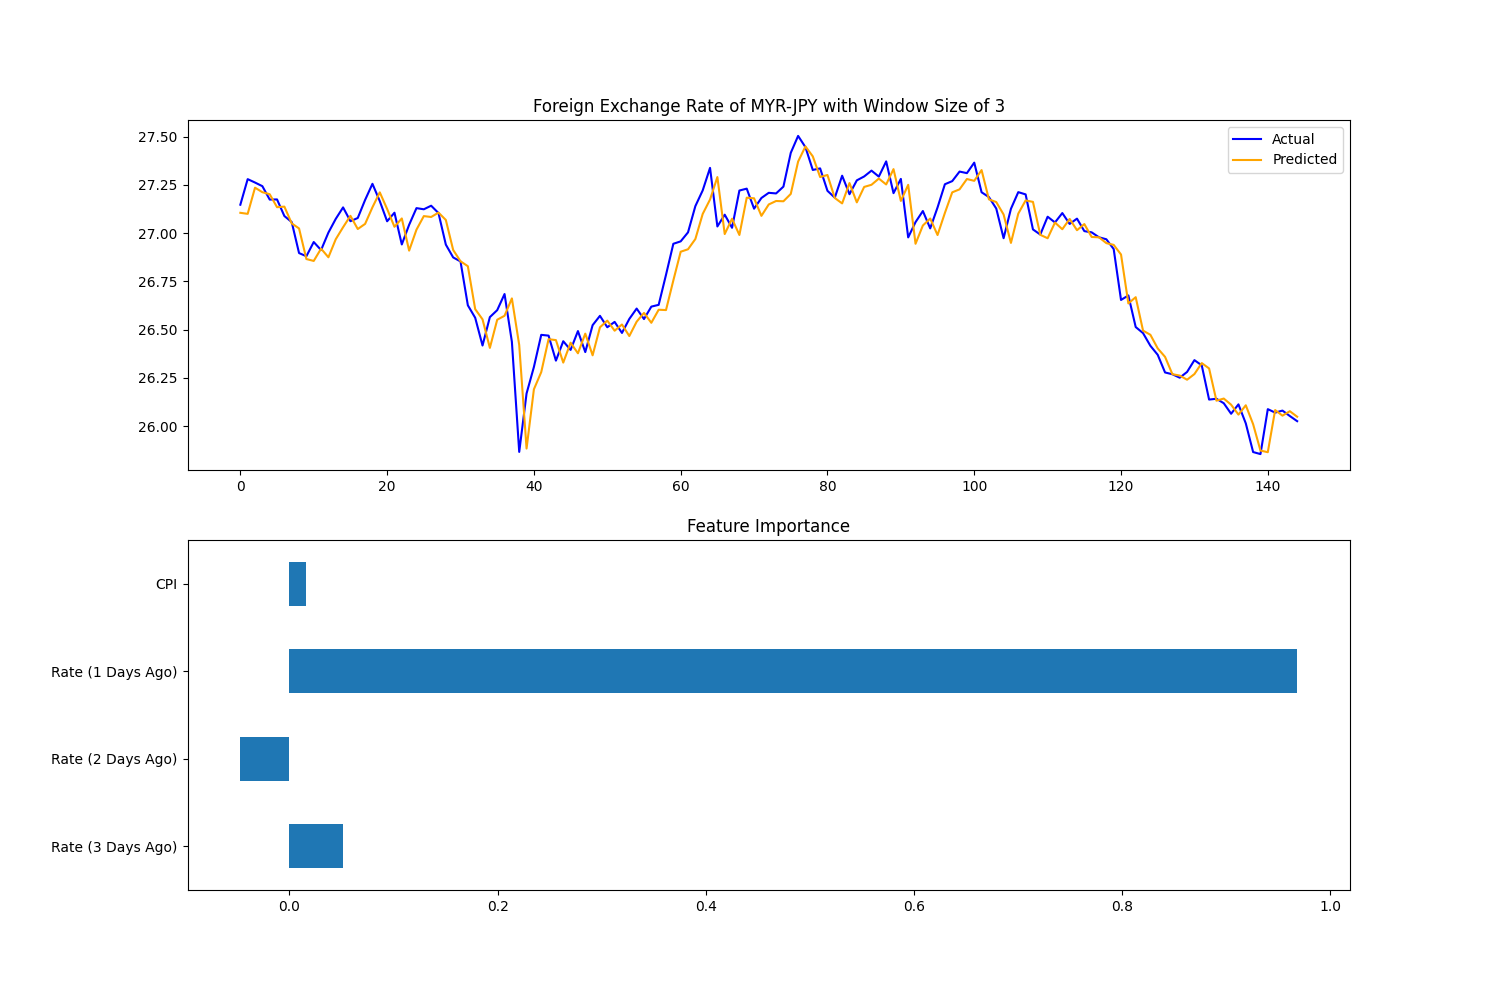 Foreign Exchange Rate of MYR-JPY with Window Size of 3
27.50
27.25
27.00
26.75
26.50
26.25
26.00
Actual
Predicted
0 20 40 60 80 100 120 140
Feature Importance
CPI
Rate (1 Days Ago)
Rate (2 Days Ago)
Rate (3 Days Ago)
0.0 0.2 0.4 0.6 0.8 1.0